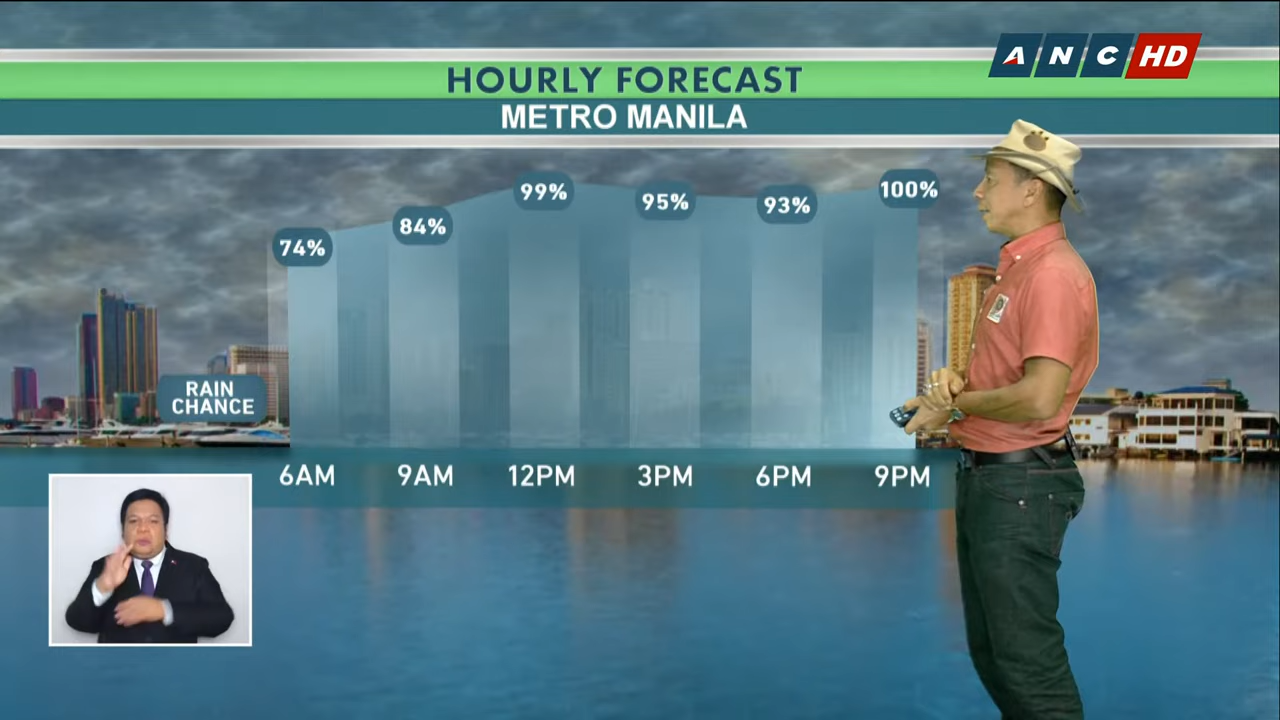 ANC HD
HOURLY FORECAST
METRO MANILA
74%
84%
99%
95%
93%
100%
RAIN
CHANCE
6AM
9AM
12PM
3PM
6PM
9PM